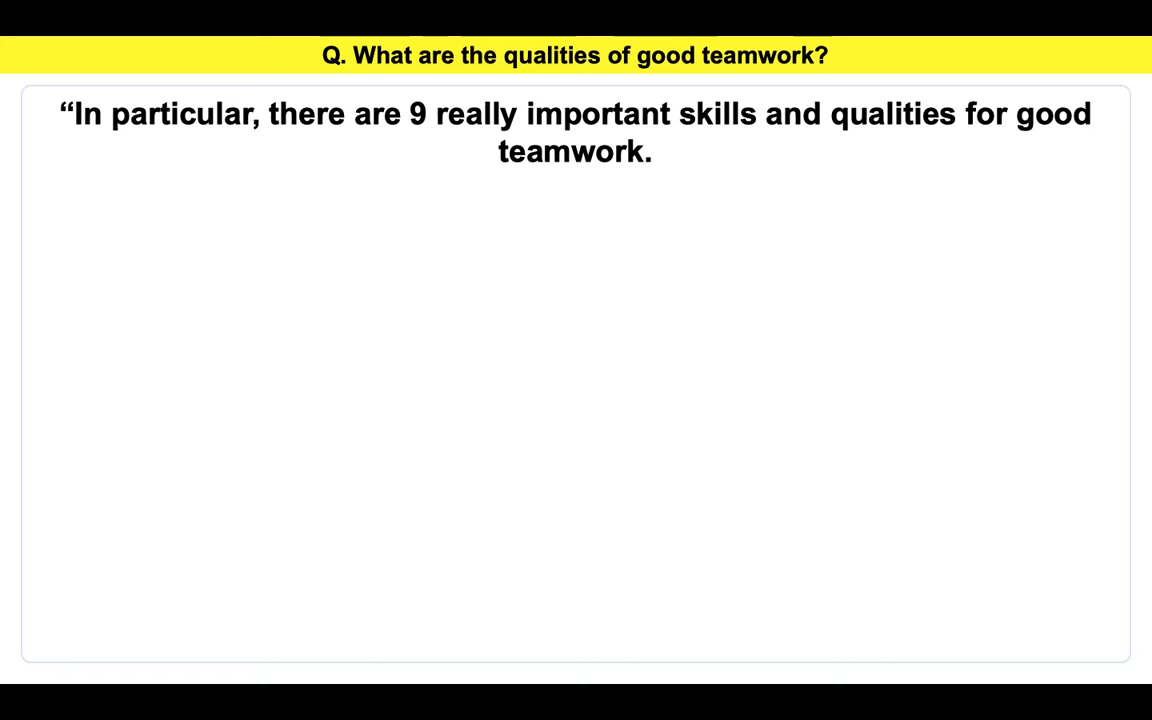 Q. What are the qualities of good teamwork?
“In particular, there are 9 really important skills and qualities for good
teamwork.